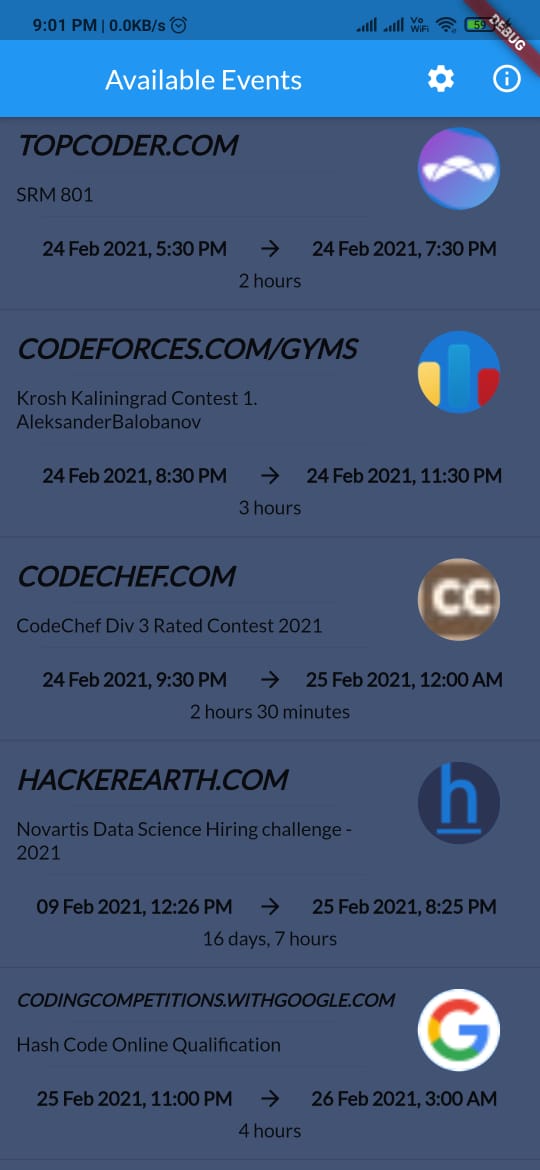 9:01 PM | 0.0KB/s
Vo
WiFi
59
DEBUG
Available Events
TOPCODER.COM
SRM 801
24 Feb 2021, 5:30 PM → 24 Feb 2021, 7:30 PM
2 hours
CODEFORCES.COM/GYMS
Krosh Kaliningrad Contest 1.
AleksanderBalobanov
24 Feb 2021, 8:30 PM → 24 Feb 2021, 11:30 PM
3 hours
CODECHEF.COM
CC
CodeChef Div 3 Rated Contest 2021
24 Feb 2021, 9:30 PM → 25 Feb 2021, 12:00 AM
2 hours 30 minutes
HACKEREARTH.COM
h
Novartis Data Science Hiring challenge -
2021
09 Feb 2021, 12:26 PM → 25 Feb 2021, 8:25 PM
16 days, 7 hours
CODINGCOMPETITIONS.WITHGOOGLE.COM
G
Hash Code Online Qualification
25 Feb 2021, 11:00 PM → 26 Feb 2021, 3:00 AM
4 hours